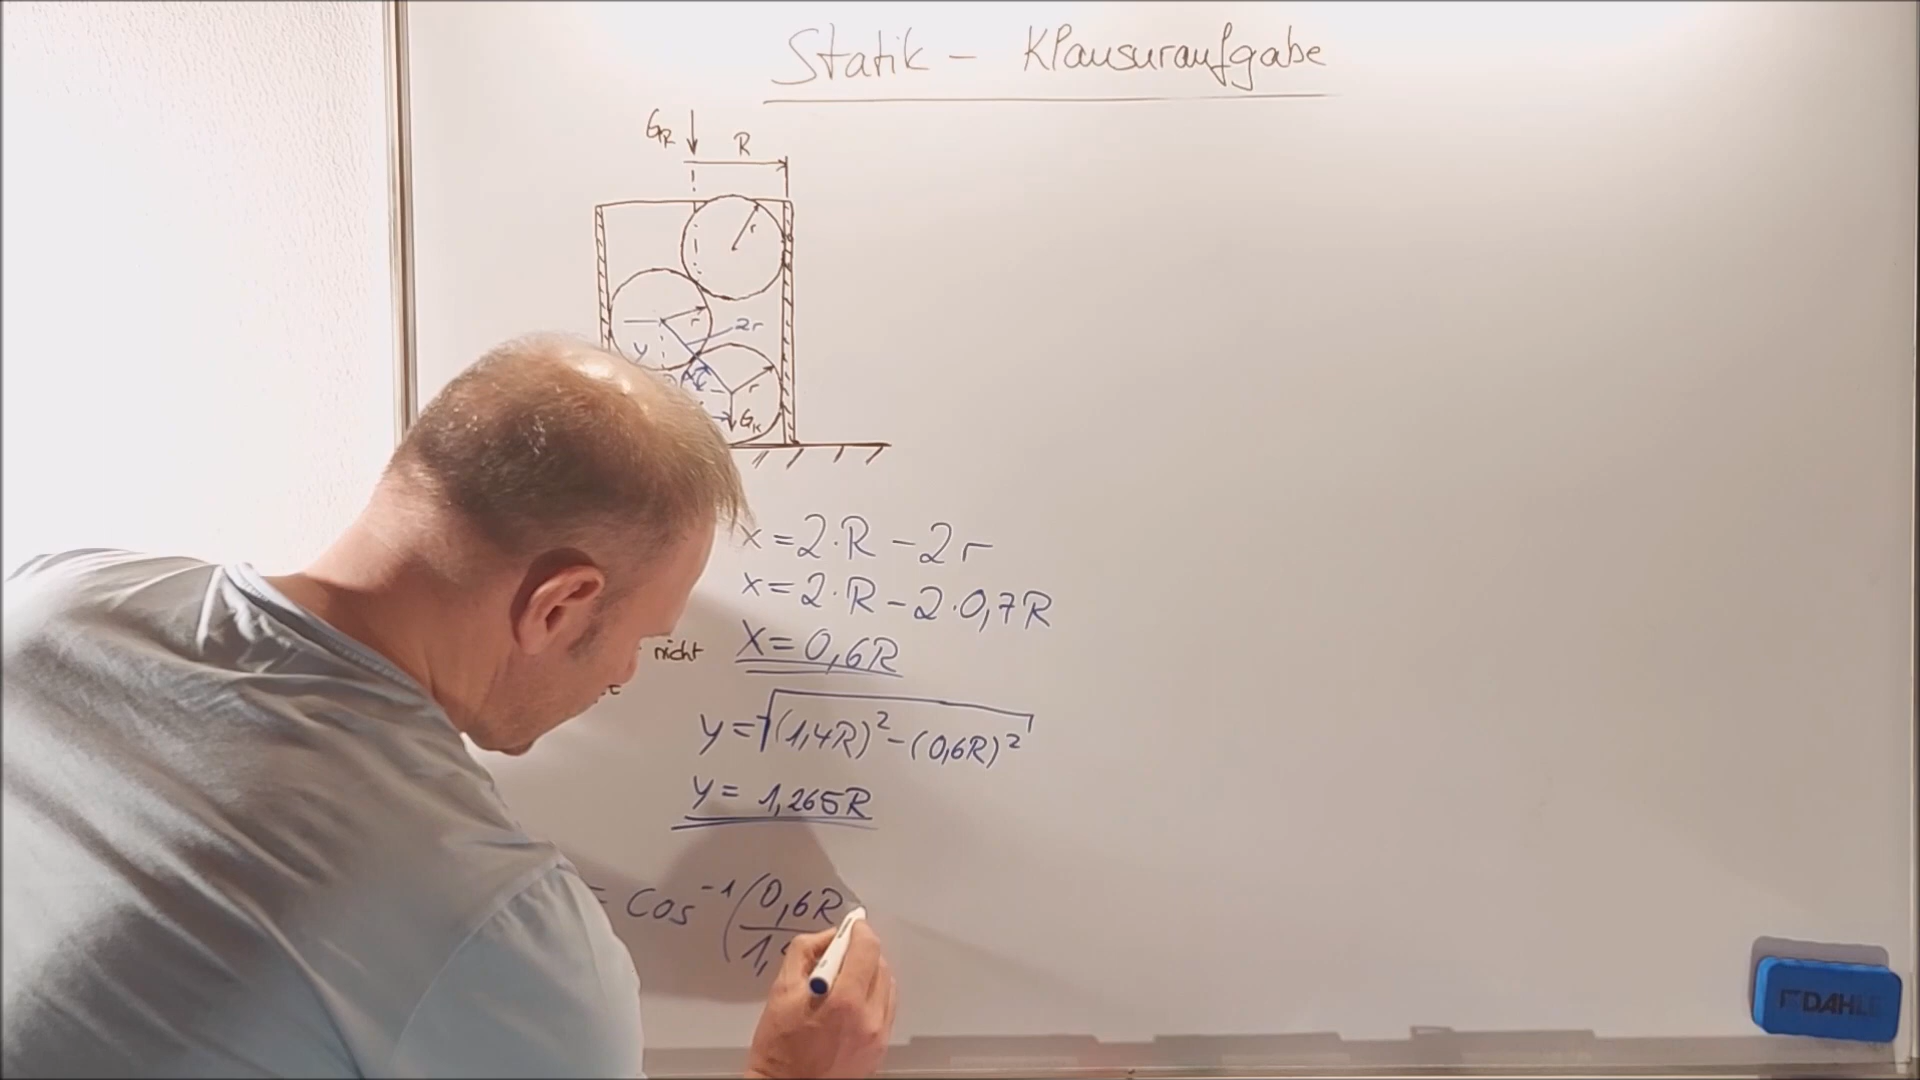 Statik - Klausuraufgabe
G_R
R
r
r
2r
y
α
r
G_K
x = 2·R - 2r
x = 2·R - 2·0,7R
nicht
X = 0,6R
y = √((1,4R)² - (0,6R)²)
y = 1,265R
= Cos⁻¹(0,6R
1,
DAHLE